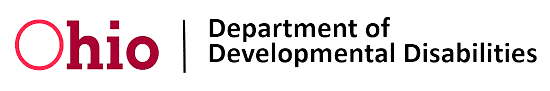 Ohio
Department of
Developmental Disabilities